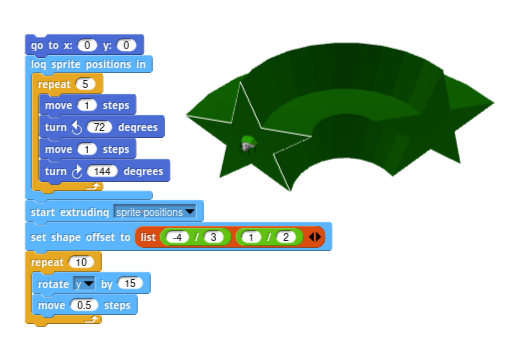 go to x: 0 y: 0
log sprite positions in
repeat 5
move 1 steps
turn ↺ 72 degrees
move 1 steps
turn ↻ 144 degrees
start extruding sprite positions
set shape offset to list -4 / 3 1 / 2
repeat 10
rotate y by 15
move 0.5 steps